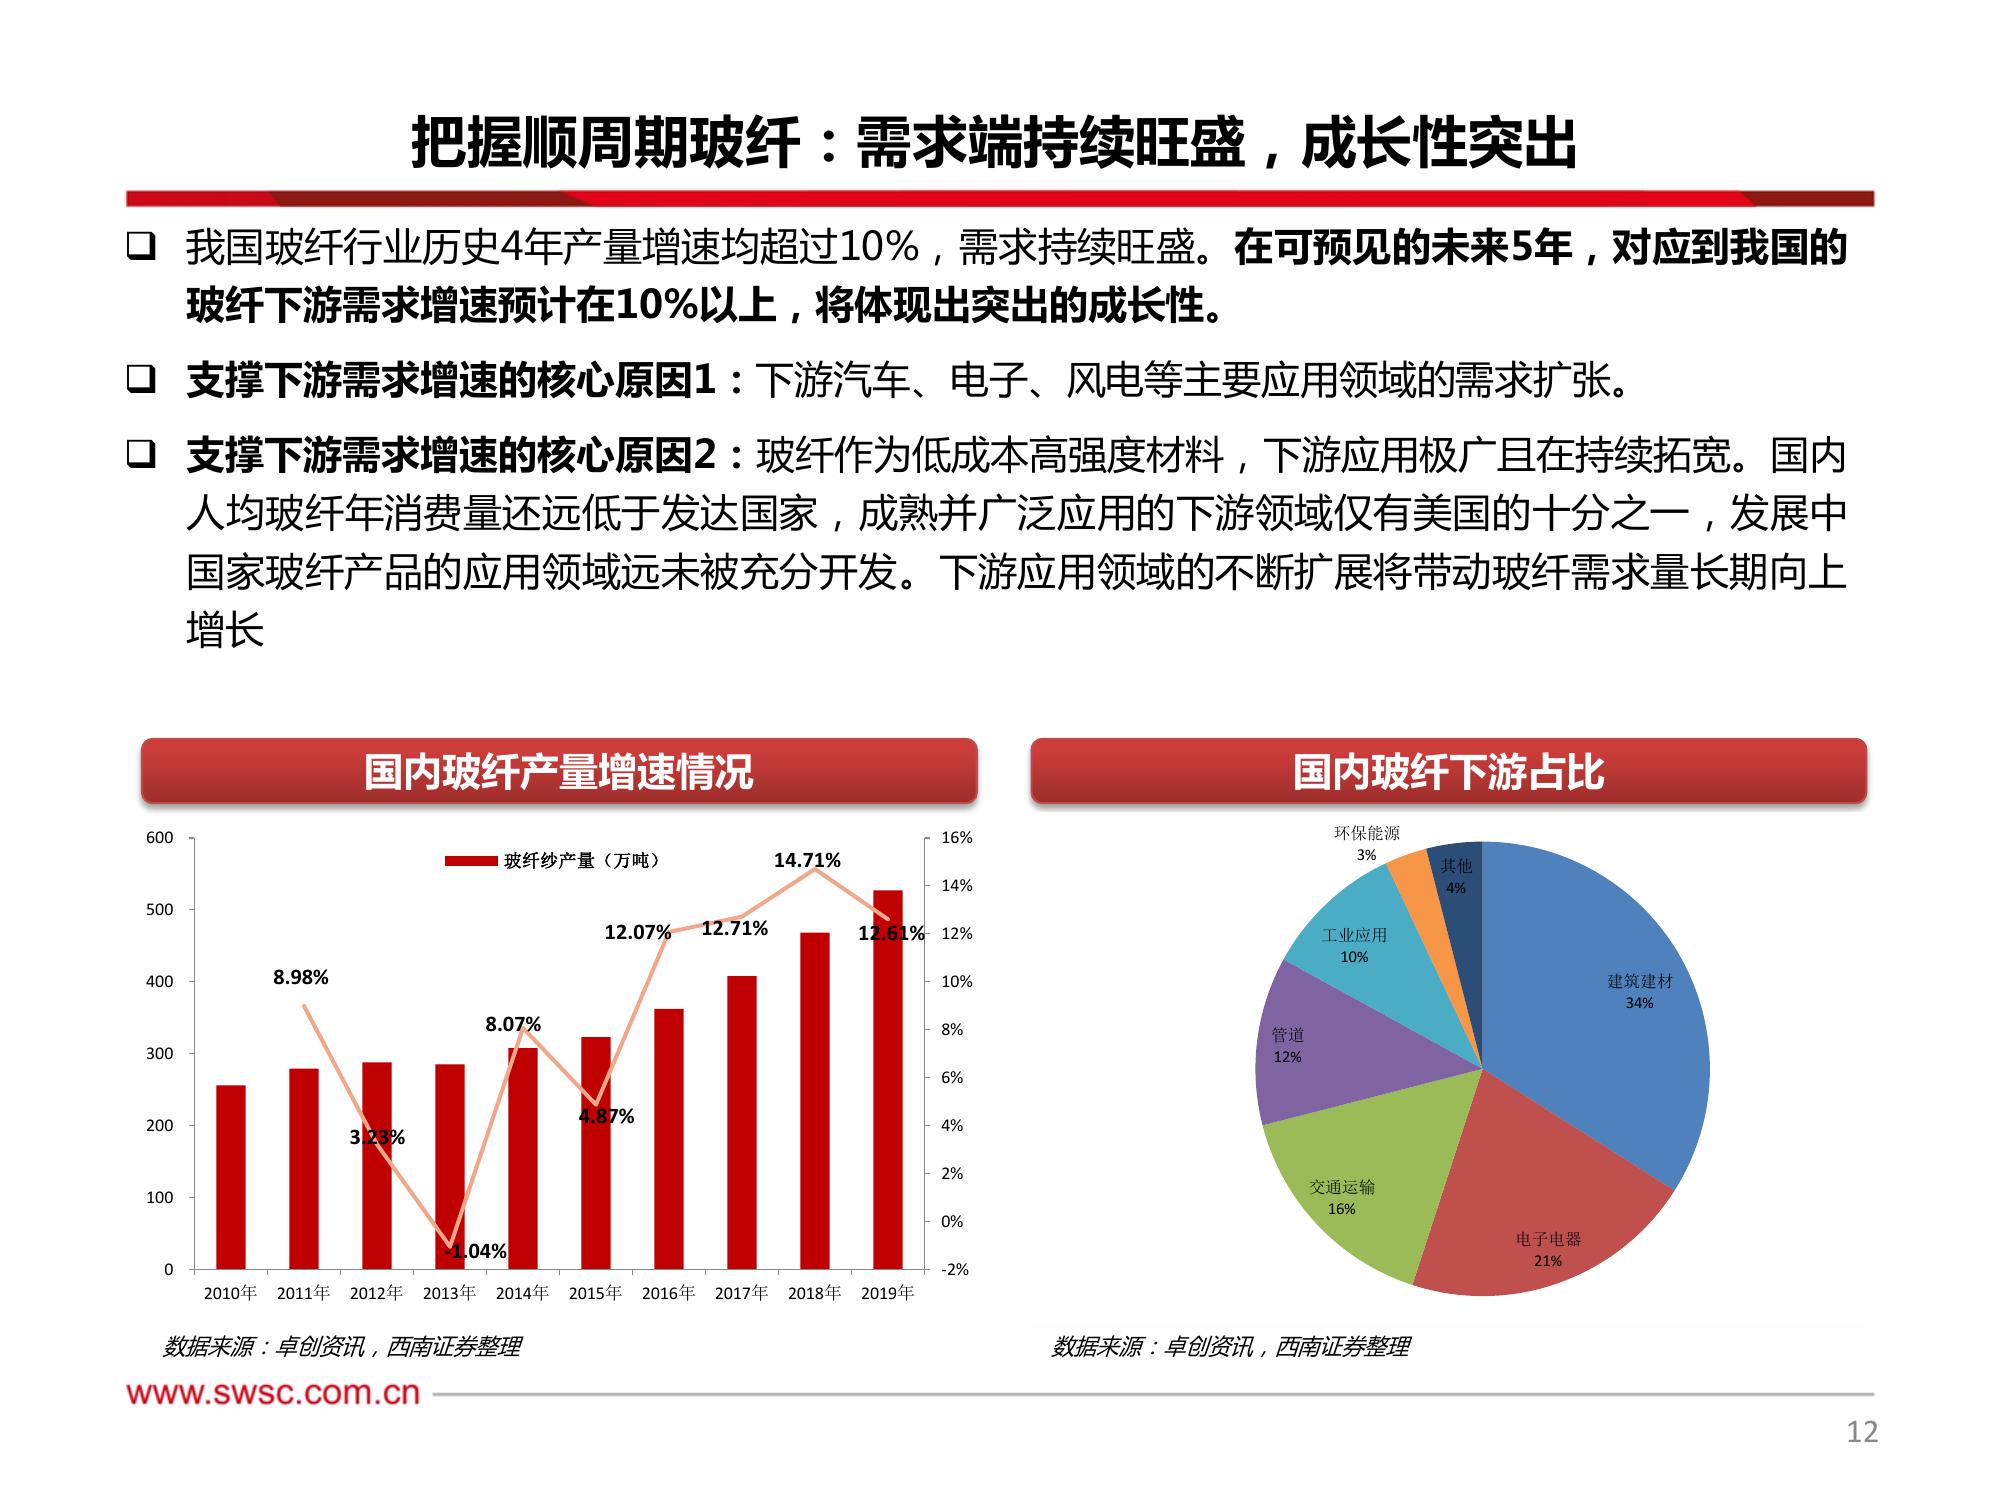 把握顺周期玻纤：需求端持续旺盛，成长性突出
❑ 我国玻纤行业历史4年产量增速均超过10%，需求持续旺盛。在可预见的未来5年，对应到我国的
玻纤下游需求增速预计在10%以上，将体现出突出的成长性。
❑ 支撑下游需求增速的核心原因1：下游汽车、电子、风电等主要应用领域的需求扩张。
❑ 支撑下游需求增速的核心原因2：玻纤作为低成本高强度材料，下游应用极广且在持续拓宽。国内
人均玻纤年消费量还远低于发达国家，成熟并广泛应用的下游领域仅有美国的十分之一，发展中
国家玻纤产品的应用领域远未被充分开发。下游应用领域的不断扩展将带动玻纤需求量长期向上
增长
国内玻纤产量增速情况
600
500
400
300
200
100
0
玻纤纱产量（万吨）
8.98%
3.23%
-1.04%
8.07%
4.87%
12.07%
12.71%
14.71%
12.61%
16%
14%
12%
10%
8%
6%
4%
2%
0%
-2%
2010年 2011年 2012年 2013年 2014年 2015年 2016年 2017年 2018年 2019年
数据来源：卓创资讯，西南证券整理
国内玻纤下游占比
建筑建材
34%
电子电器
21%
交通运输
16%
管道
12%
工业应用
10%
环保能源
3%
其他
4%
数据来源：卓创资讯，西南证券整理
www.swsc.com.cn
12